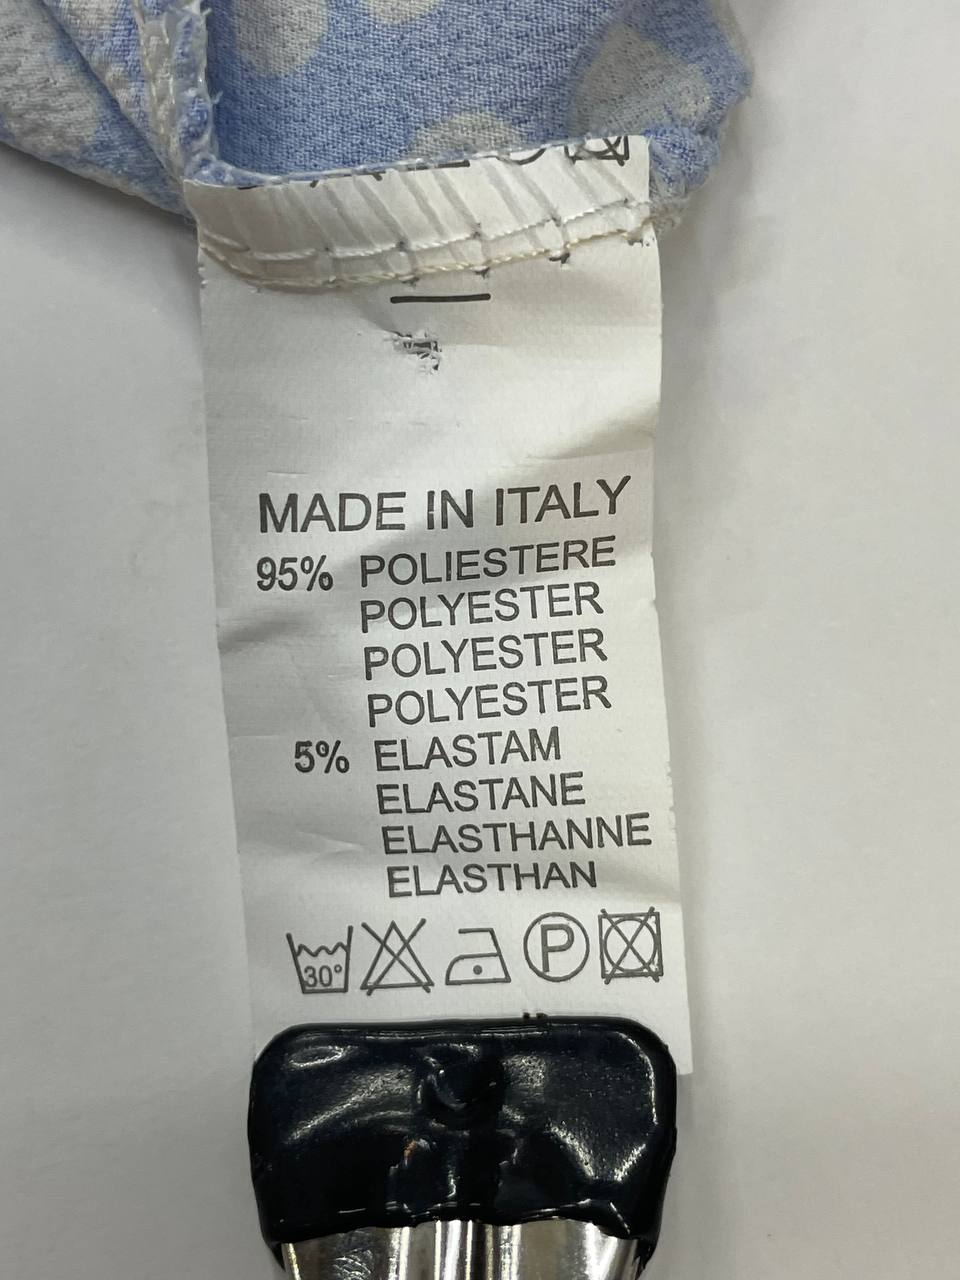 MADE IN ITALY
95% POLIESTERE
POLYESTER
POLYESTER
POLYESTER
5% ELASTAM
ELASTANE
ELASTHANNE
ELASTHAN
30° P